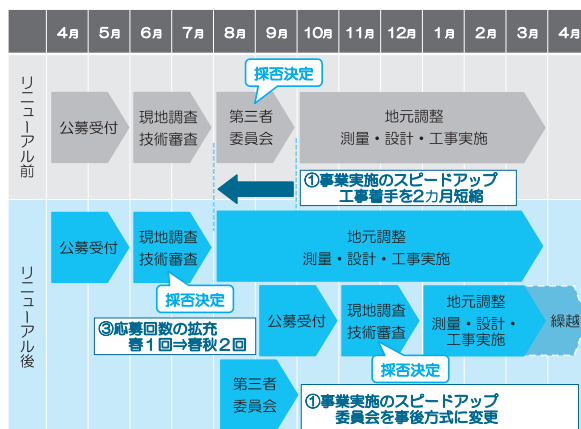 4月 5月 6月 7月 8月 9月 10月 11月 12月 1月 2月 3月 4月
リニューアル前
採否決定
公募受付
現地調査
技術審査
第三者
委員会
地元調整
測量・設計・工事実施
①事業実施のスピードアップ
工事着手を2カ月短縮
リニューアル後
公募受付
現地調査
技術審査
地元調整
測量・設計・工事実施
採否決定
③応募回数の拡充
春1回⇒春秋2回
公募受付
現地調査
技術審査
地元調整
測量・設計・
工事実施
繰越
採否決定
第三者
委員会
①事業実施のスピードアップ
委員会を事後方式に変更